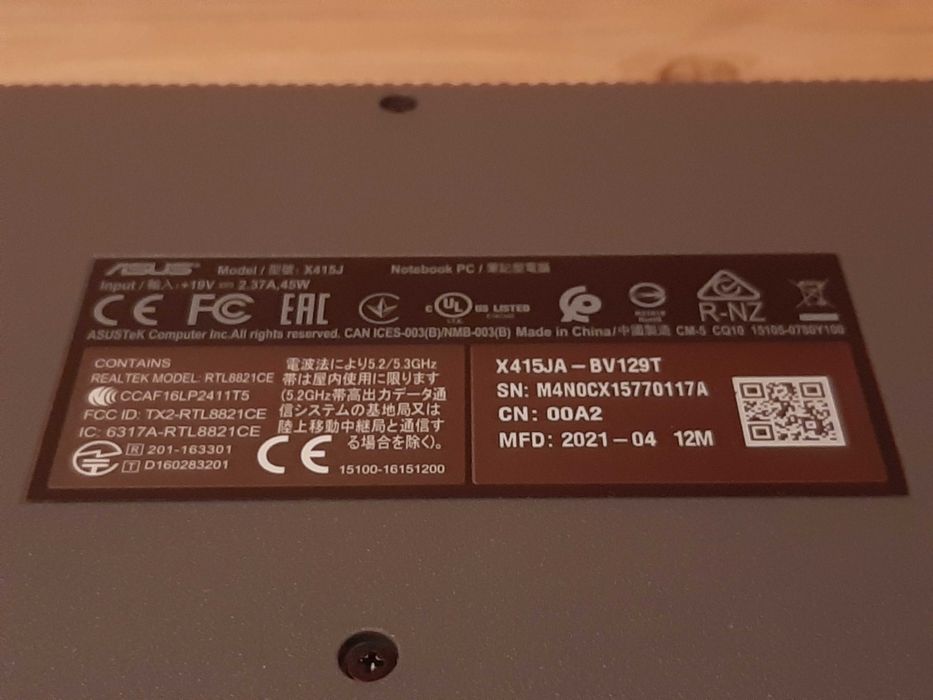 ASUS Model / 型號: X415J Notebook PC / 筆記型電腦
Input / 輸入: +19V ⎓ 2.37A,45W
CE FC EAC c UL US LISTED R-NZ
ASUSTeK Computer Inc.All rights reserved. CAN ICES-003(B)/NMB-003(B) Made in China/中國製造 CM-5 CQ10 15105-0780Y100
CONTAINS
REALTEK MODEL: RTL8821CE
CCAF16LP2411T5
FCC ID: TX2-RTL8821CE
IC: 6317A-RTL8821CE
R 201-163301
T D160283201
電波法により5.2/5.3GHz
帯は屋内使用に限ります
(5.2GHz帯高出力データ通
信システムの基地局又は
陸上移動中継局と通信す
る場合を除く)。
CE 15100-16151200
X415JA-BV129T
SN: M4N0CX15770117A
CN: 00A2
MFD: 2021-04 12M